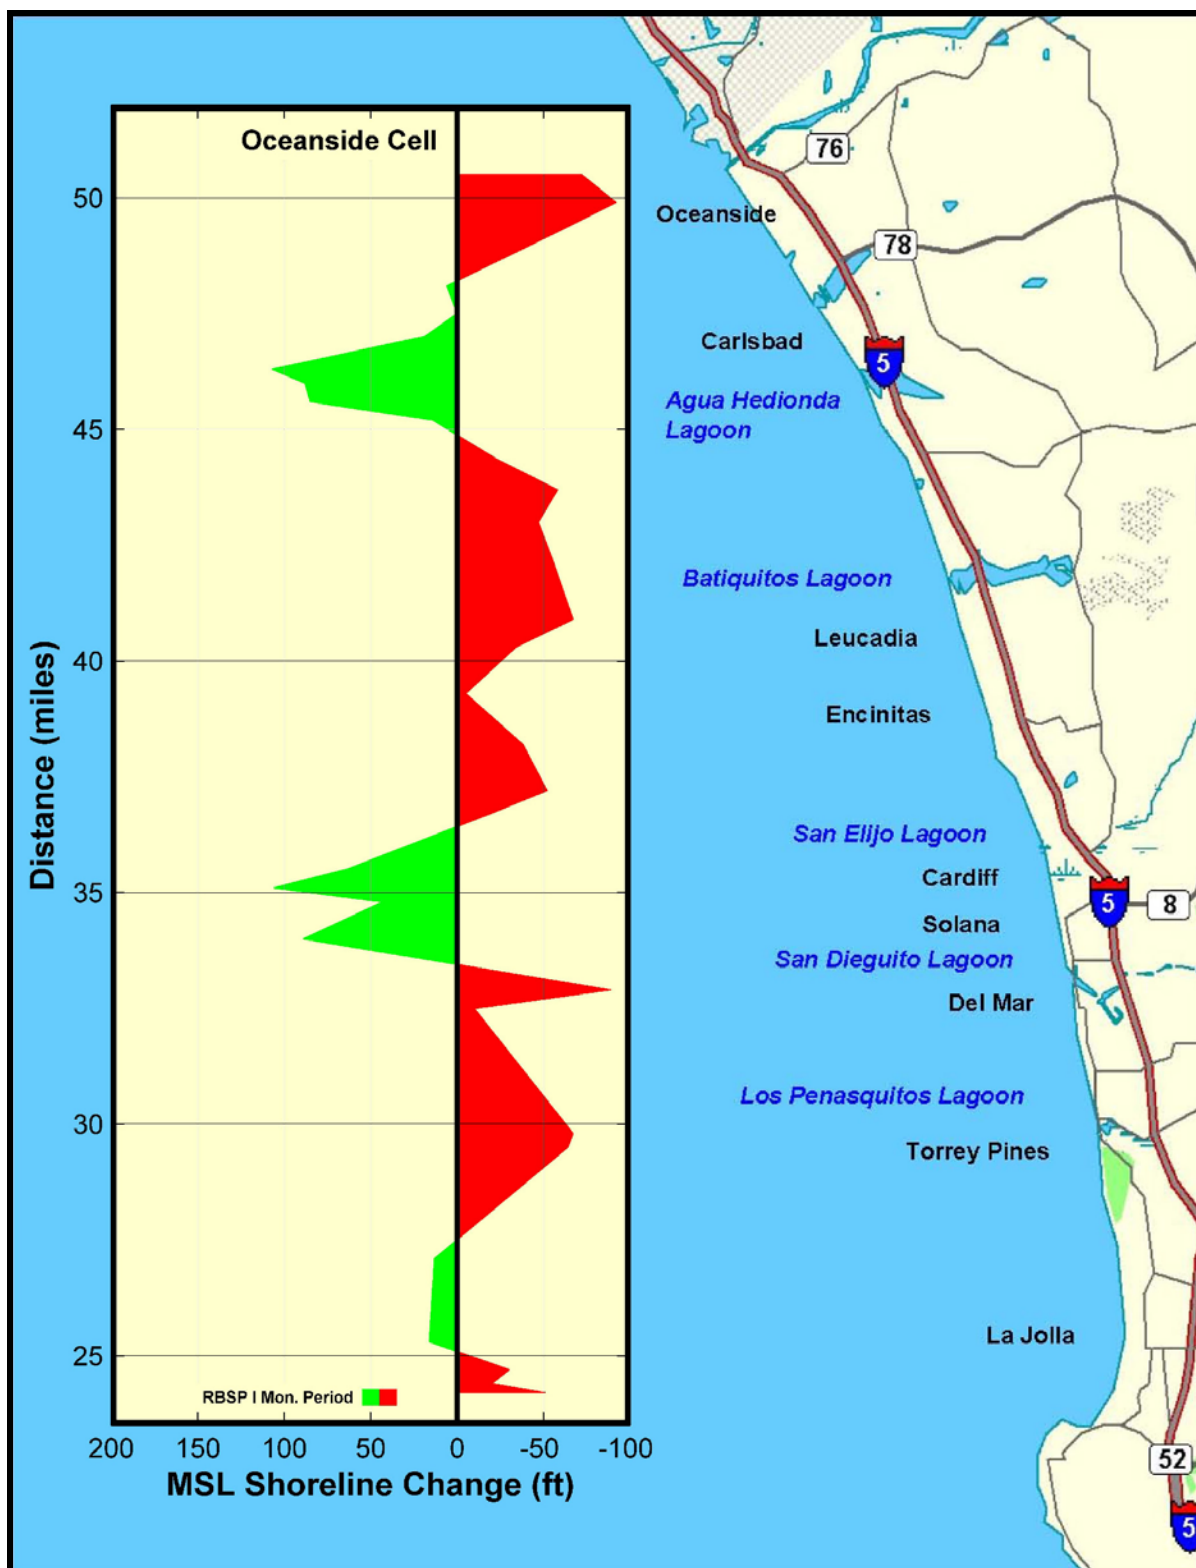 Oceanside Cell
50
45
40
35
30
25
Distance (miles)
RBSP I Mon. Period
200 150 100 50 0 -50 -100
MSL Shoreline Change (ft)
76
Oceanside
78
Carlsbad
5
Agua Hedionda
Lagoon
Batiquitos Lagoon
Leucadia
Encinitas
San Elijo Lagoon
Cardiff
5
8
Solana
San Dieguito Lagoon
Del Mar
Los Penasquitos Lagoon
Torrey Pines
La Jolla
52
5